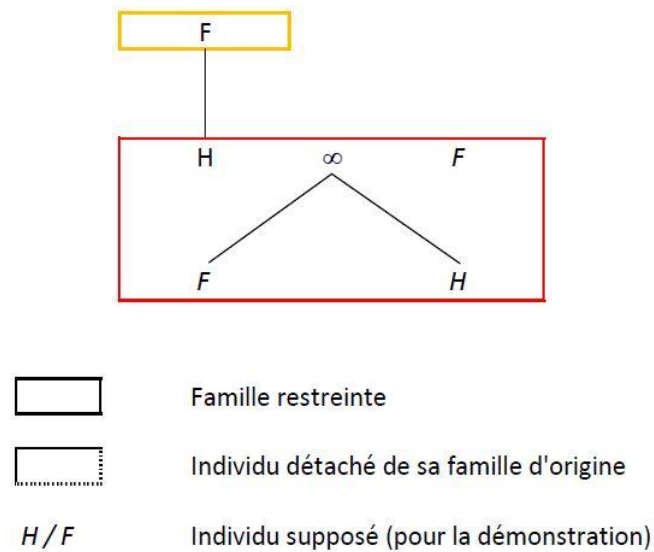 F
H ∞ F
F H
Famille restreinte
Individu détaché de sa famille d'origine
H / F Individu supposé (pour la démonstration)